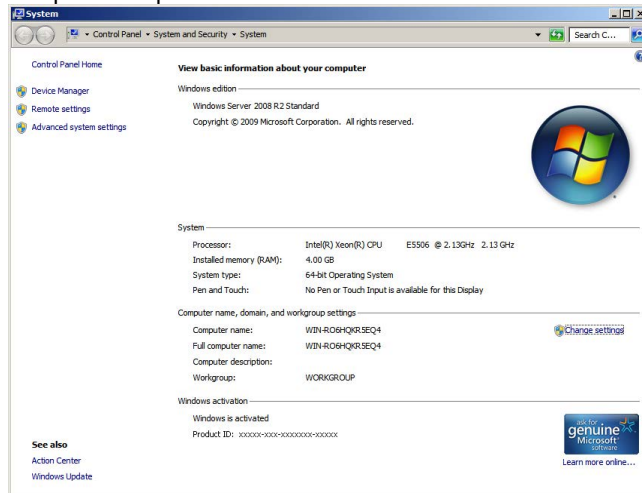 System
Control Panel ▸ System and Security ▸ System
Search C...
Control Panel Home
Device Manager
Remote settings
Advanced system settings
View basic information about your computer
Windows edition
Windows Server 2008 R2 Standard
Copyright © 2009 Microsoft Corporation. All rights reserved.
System
Processor: Intel(R) Xeon(R) CPU E5506 @ 2.13GHz 2.13 GHz
Installed memory (RAM): 4.00 GB
System type: 64-bit Operating System
Pen and Touch: No Pen or Touch Input is available for this Display
Computer name, domain, and workgroup settings
Computer name: WIN-RO6HQKR5EQ4
Change settings
Full computer name: WIN-RO6HQKR5EQ4
Computer description:
Workgroup: WORKGROUP
Windows activation
Windows is activated
Product ID: xxxxx-xxx-xxxxxxx-xxxxx
ask for
genuine
Microsoft
software
Learn more online...
See also
Action Center
Windows Update